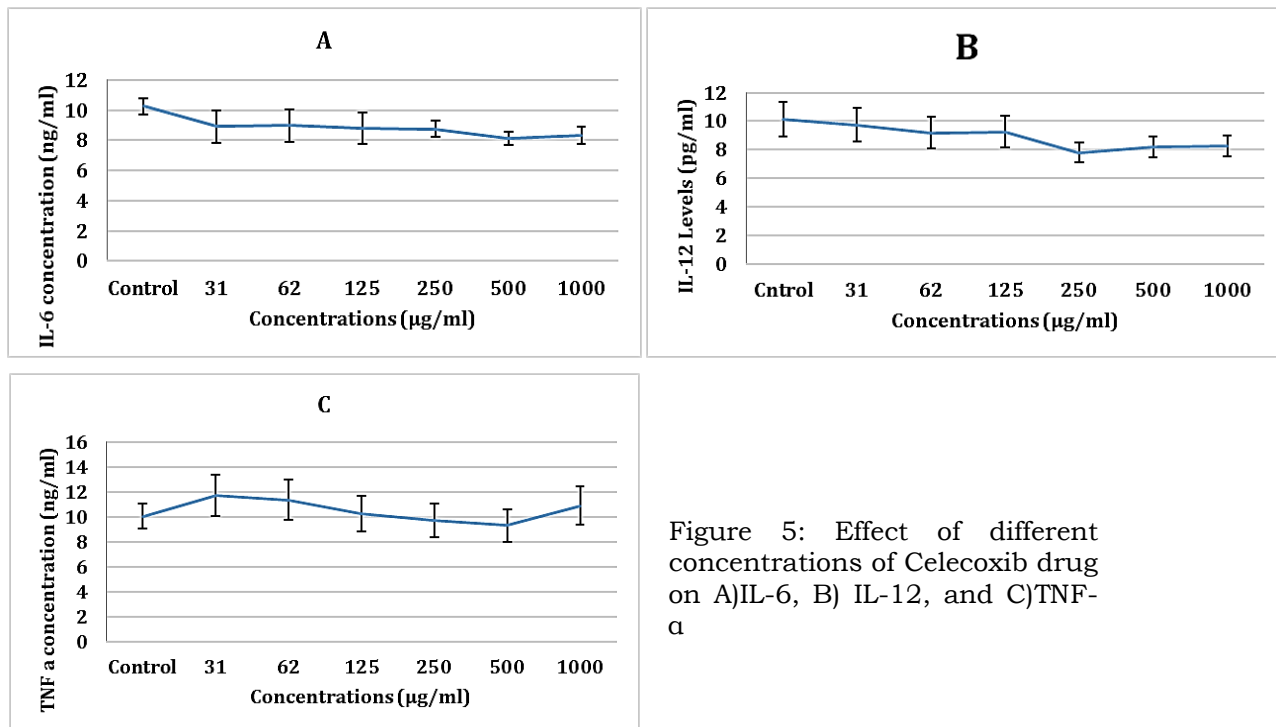 A
IL-6 concentration (ng/ml)
12
10
8
6
4
2
0
Control 31 62 125 250 500 1000
Concentrations (µg/ml)
B
IL-12 Levels (pg/ml)
12
10
8
6
4
2
0
Cntrol 31 62 125 250 500 1000
Concentrations (µg/ml)
C
TNF a concentration (ng/ml)
16
14
12
10
8
6
4
2
0
Control 31 62 125 250 500 1000
Concentrations (µg/ml)
Figure 5: Effect of different
concentrations of Celecoxib drug
on A)IL-6, B) IL-12, and C)TNF-
α